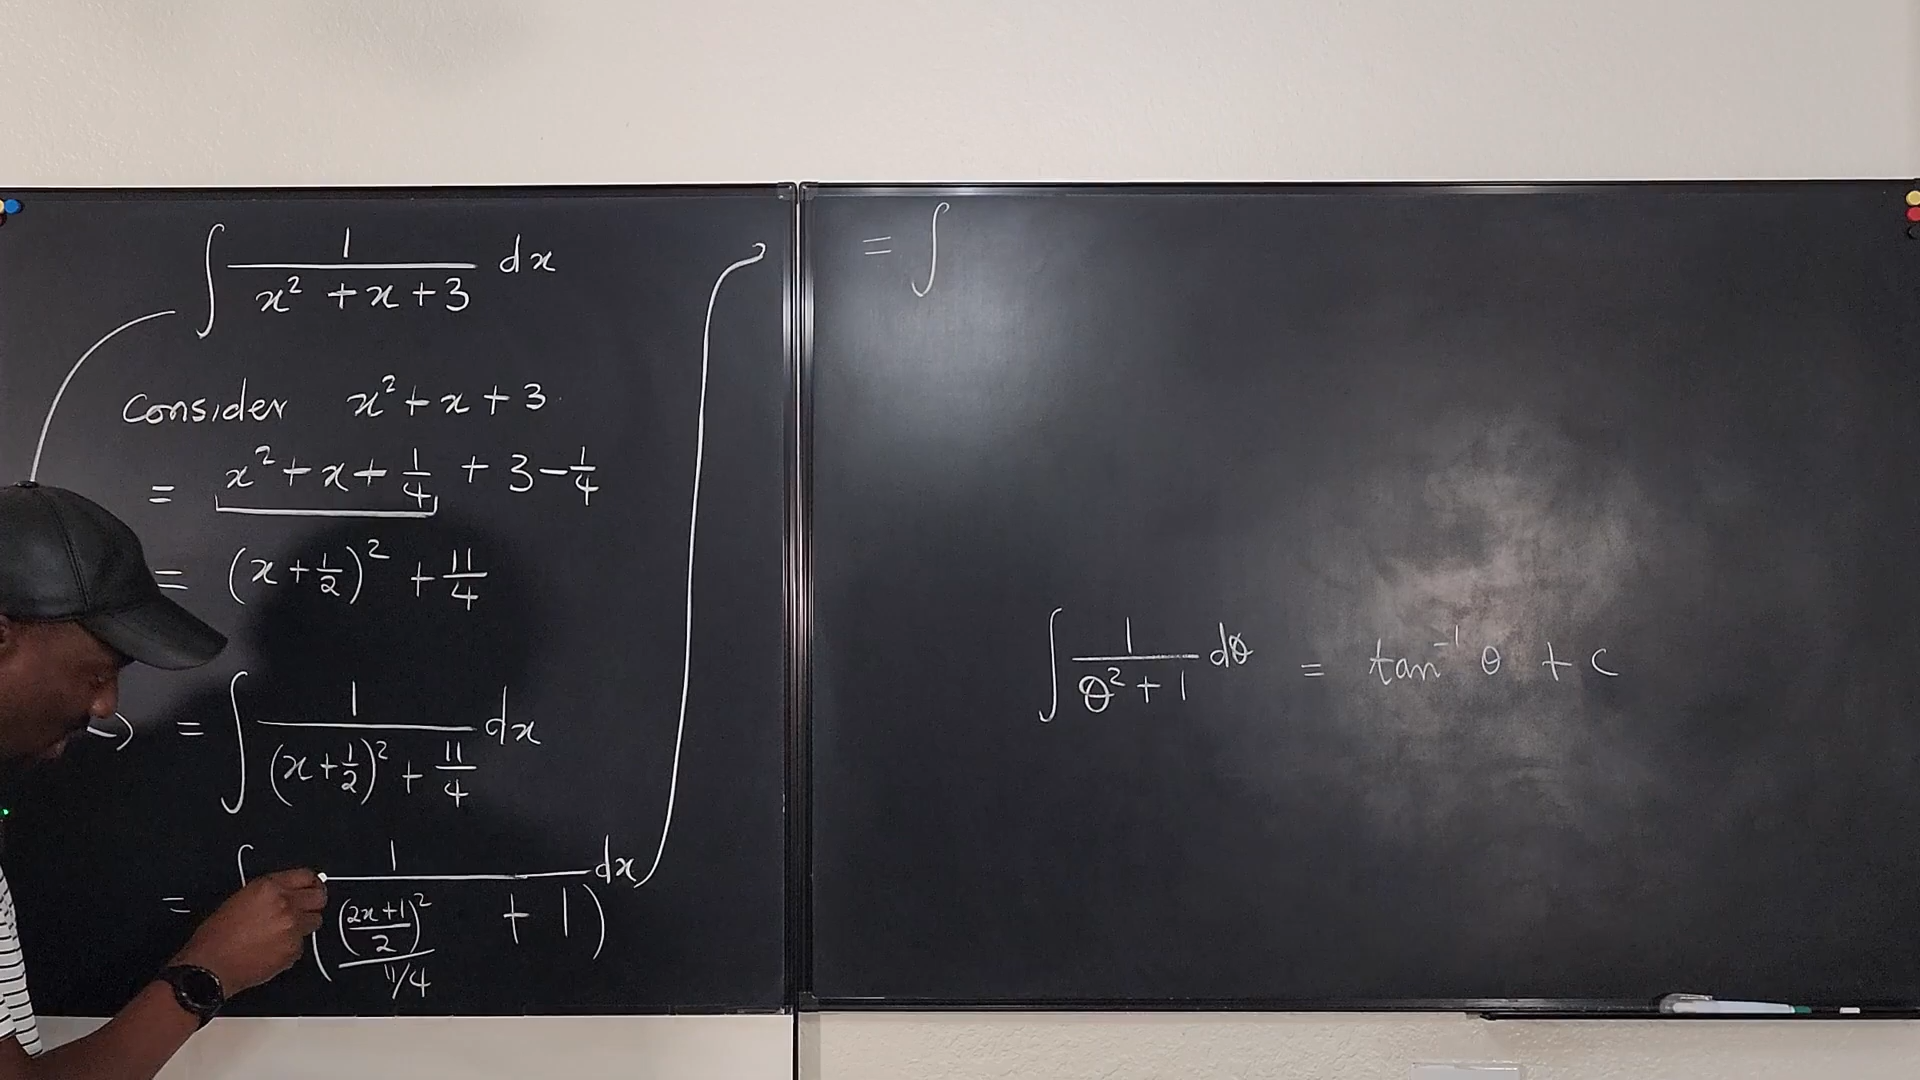 ∫ 1/(x² + x + 3) dx
Consider x² + x + 3
= x² + x + 1/4 + 3 - 1/4
= (x + 1/2)² + 11/4
= ∫ 1/((x + 1/2)² + 11/4) dx
= ∫ 1/(((2x+1)/2)²/(11/4) + 1) dx
= ∫
∫ 1/(θ² + 1) dθ = tan⁻¹ θ + c